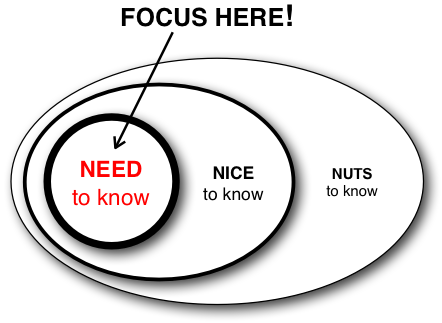 FOCUS HERE!
NEED
to know
NICE
to know
NUTS
to know